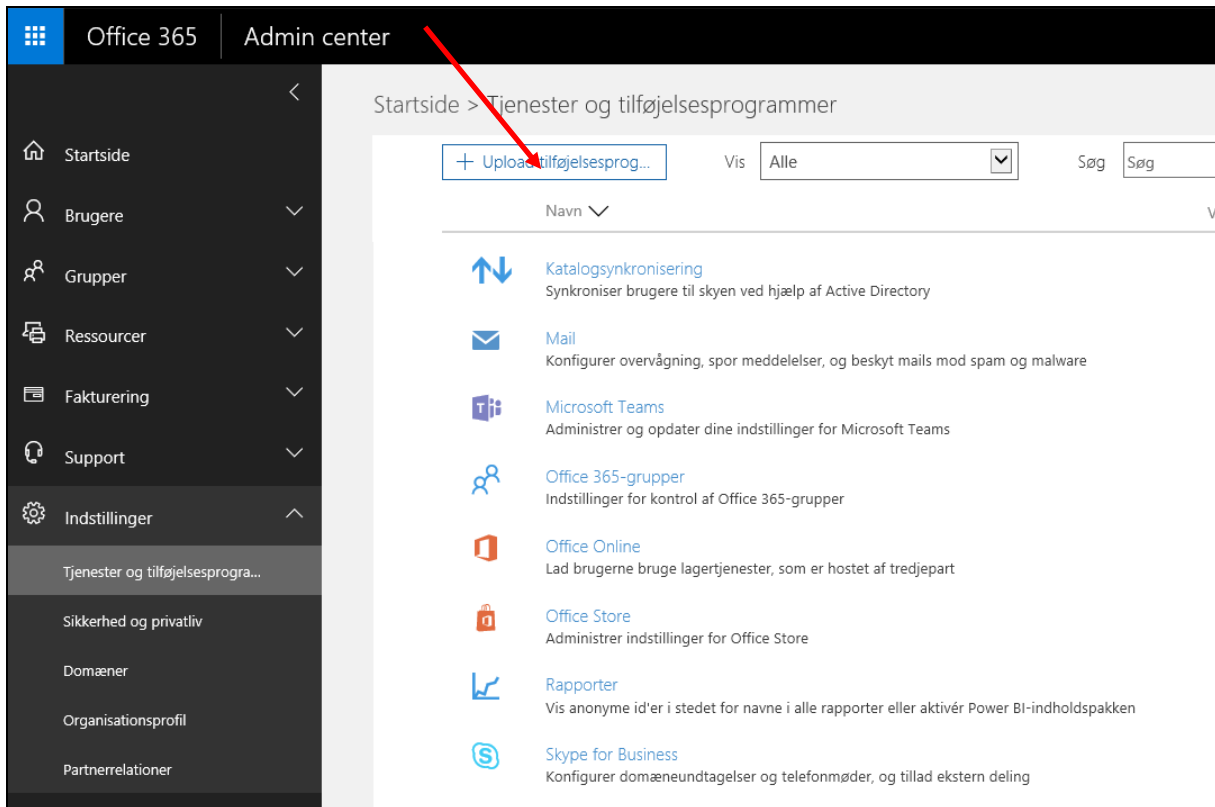 Office 365 Admin center
Startside > Tjenester og tilføjelsesprogrammer
Startside
Brugere
Grupper
Ressourcer
Fakturering
Support
Indstillinger
Tjenester og tilføjelsesprogra...
Sikkerhed og privatliv
Domæner
Organisationsprofil
Partnerrelationer
+ Upload tilføjelsesprog... Vis Alle Søg Søg
Navn
Katalogsynkronisering
Synkroniser brugere til skyen ved hjælp af Active Directory
Mail
Konfigurer overvågning, spor meddelelser, og beskyt mails mod spam og malware
Microsoft Teams
Administrer og opdater dine indstillinger for Microsoft Teams
Office 365-grupper
Indstillinger for kontrol af Office 365-grupper
Office Online
Lad brugerne bruge lagertjenester, som er hostet af tredjepart
Office Store
Administrer indstillinger for Office Store
Rapporter
Vis anonyme id'er i stedet for navne i alle rapporter eller aktivér Power BI-indholdspakken
Skype for Business
Konfigurer domæneundtagelser og telefonmøder, og tillad ekstern deling